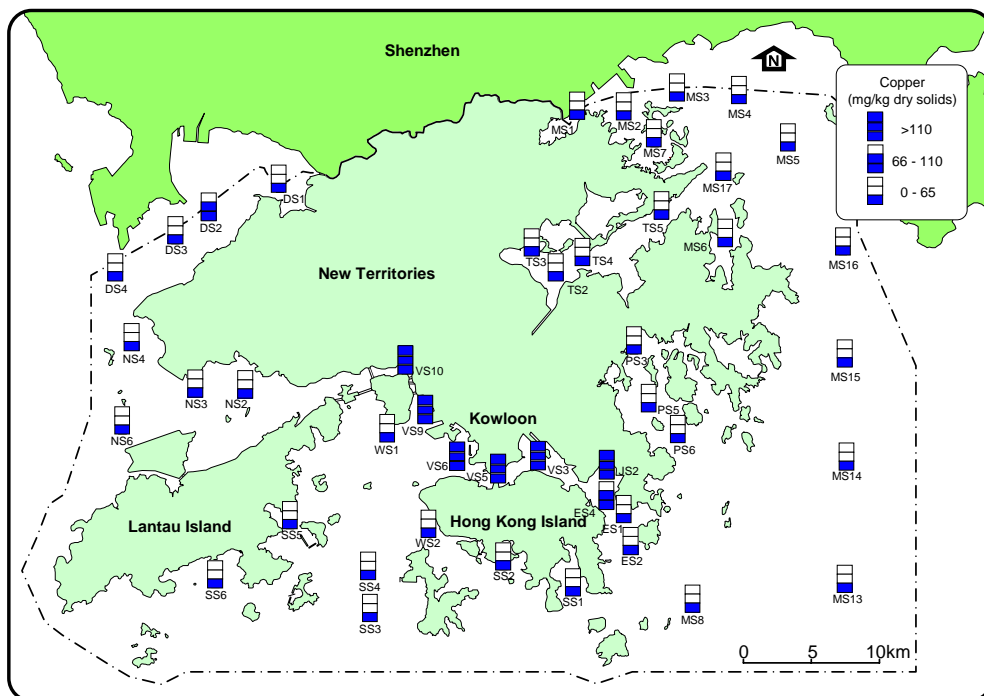 Shenzhen
N
Copper
(mg/kg dry solids)
>110
66 - 110
0 - 65
MS1
MS2
MS3
MS4
MS7
MS5
MS17
DS1
DS2
DS3
DS4
TS5
MS6
TS3
TS4
TS2
MS16
New Territories
NS4
PS3
MS15
VS10
NS3
NS2
PS5
NS6
WS1
VS9
Kowloon
PS6
VS6
VS5
VS3
JS2
MS14
ES4
ES1
Lantau Island
Hong Kong Island
SS5
WS2
ES2
SS2
SS6
SS4
SS1
SS3
MS8
MS13
0
10km